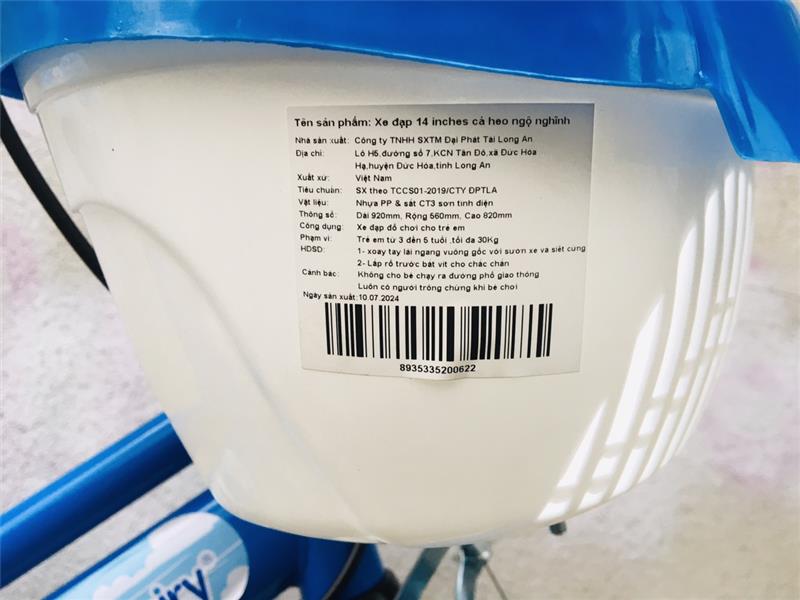 Tên sản phẩm: Xe đạp 14 inches cá heo ngộ nghĩnh
Nhà sản xuất: Công ty TNHH SXTM Đại Phát Tài Long An
Địa chỉ: Lô H5,đường số 7,KCN Tân Đô,xã Đức Hòa
Hạ,huyện Đức Hòa,tỉnh Long An
Xuất xứ: Việt Nam
Tiêu chuẩn: SX theo TCCS01-2019/CTY ĐPTLA
Vật liệu: Nhựa PP & sắt CT3 sơn tĩnh điện
Thông số: Dài 920mm, Rộng 560mm, Cao 820mm
Công dụng: Xe đạp đồ chơi cho trẻ em
Phạm vi: Trẻ em từ 3 đến 5 tuổi ,tối đa 30Kg
HDSD: 1- xoay tay lái ngang vuông góc với sườn xe và siết cứng
2- Lắp rổ trước bắt vít cho chắc chắn
Cảnh báo: Không cho bé chạy ra đường phố giao thông
Luôn có người trông chừng khi bé chơi
Ngày sản xuất:10.07.2024
8935335200622